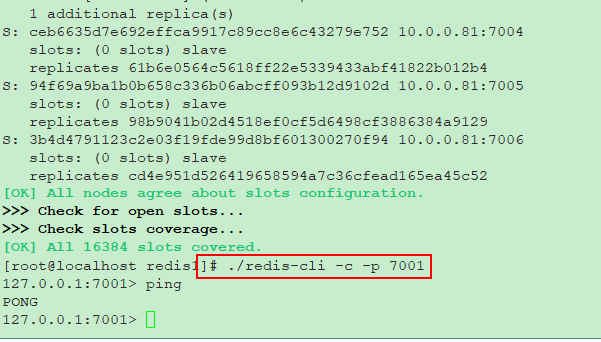 1 additional replica(s)
S: ceb6635d7e692effca9917c89cc8e6c43279e752 10.0.0.81:7004
slots: (0 slots) slave
replicates 61b6e0564c5618ff22e5339433abf41822b012b4
S: 94f69a9ba1b0b658c336b06abcff093b12d9102d 10.0.0.81:7005
slots: (0 slots) slave
replicates 98b9041b02d4518ef0cf5d6498cf3886384a9129
S: 3b4d4791123c2e03f19fde99d8bf601300270f94 10.0.0.81:7006
slots: (0 slots) slave
replicates cd4e951d526419658594a7c36cfead165ea45c52
[OK] All nodes agree about slots configuration.
>>> Check for open slots...
>>> Check slots coverage...
[OK] All 16384 slots covered.
[root@localhost redis1]# ./redis-cli -c -p 7001
127.0.0.1:7001> ping
PONG
127.0.0.1:7001>